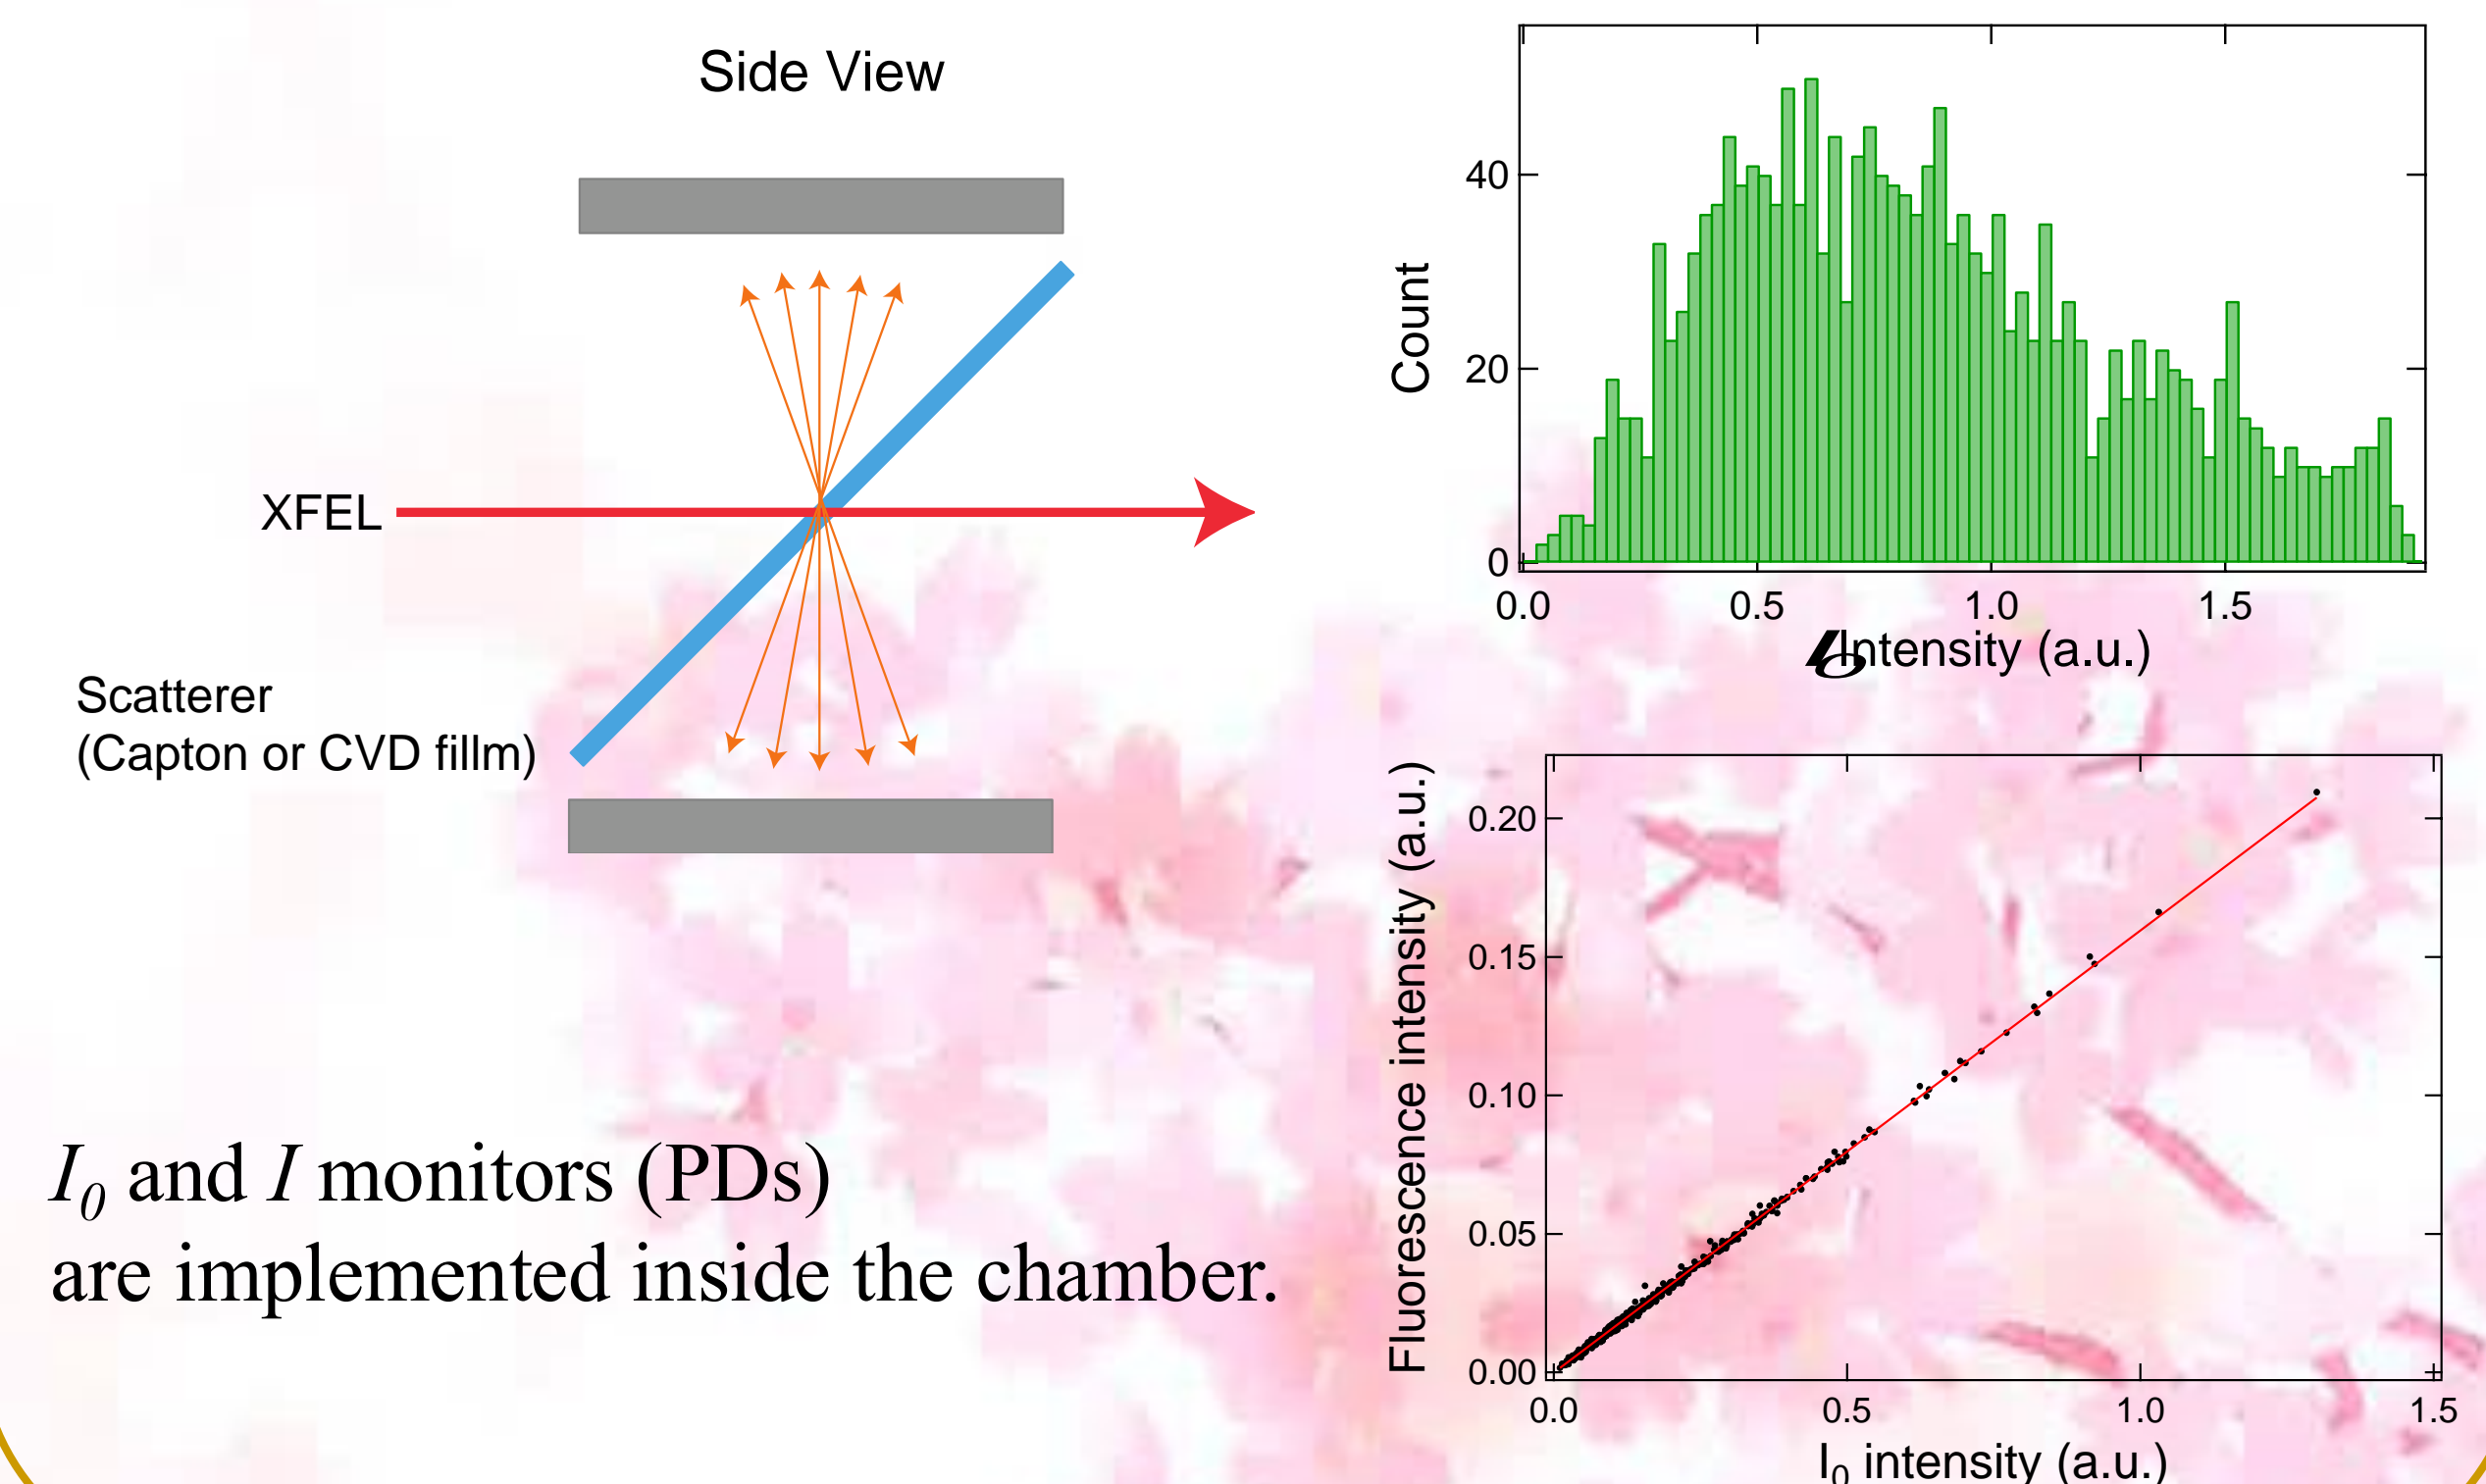 Side View
XFEL
Scatterer
(Capton or CVD fillm)
I0 and I monitors (PDs)
are implemented inside the chamber.
Count
40
20
0
0.0 0.5 1.0 1.5
I0 Intensity (a.u.)
Fluorescence intensity (a.u.)
0.20
0.15
0.10
0.05
0.00
0.0 0.5 1.0 1.5
I0 intensity (a.u.)